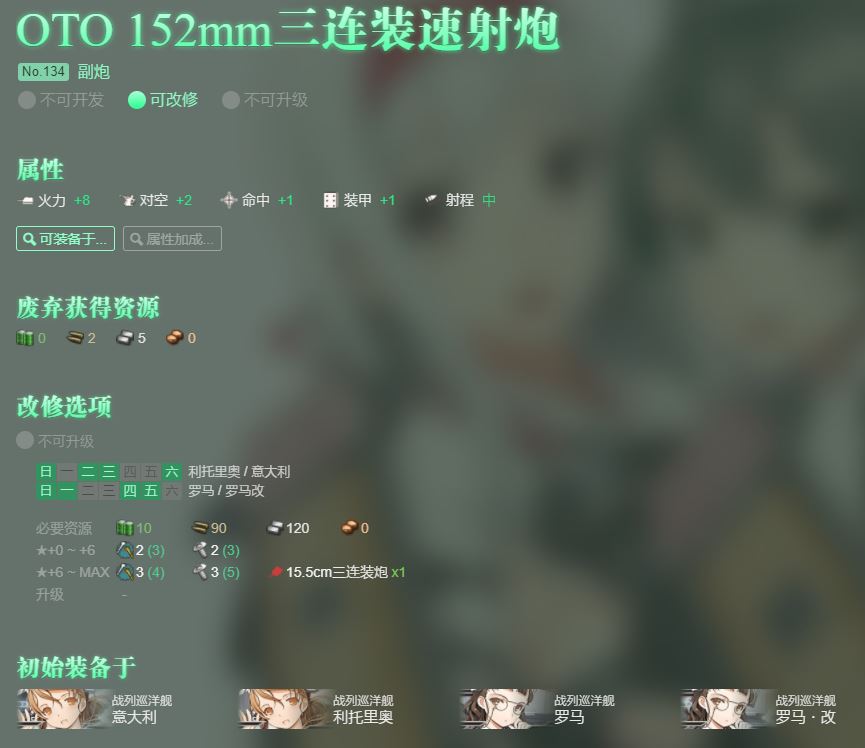 OTO 152mm三连装速射炮
No.134 副炮
不可开发 可改修 不可升级
属性
火力 +8 对空 +2 命中 +1 装甲 +1 射程 中
可装备于... 属性加成...
废弃获得资源
0 2 5 0
改修选项
不可升级
日 一 二 三 四 五 六 利托里奥 / 意大利
日 一 二 三 四 五 六 罗马 / 罗马改
必要资源 10 90 120 0
★+0 ~ +6 2 (3) 2 (3)
★+6 ~ MAX 3 (4) 3 (5) 15.5cm三连装炮 x1
升级 -
初始装备于
战列巡洋舰 战列巡洋舰 战列巡洋舰 战列巡洋舰
意大利 利托里奥 罗马 罗马・改